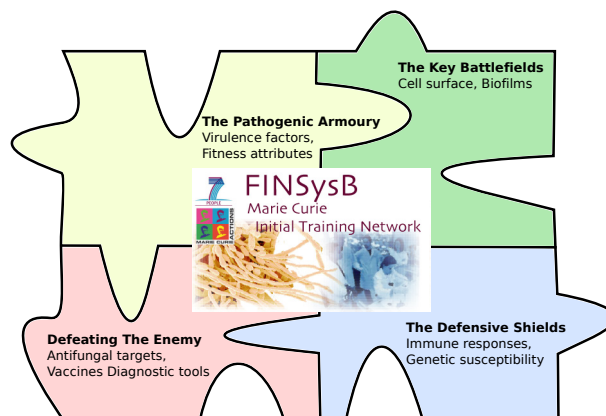 The Key Battlefields
Cell surface, Biofilms
The Pathogenic Armoury
Virulence factors,
Fitness attributes
7
PEOPLE
MARIE CURIE
ACTIONS
FINSysB
Marie Curie
Initial Training Network
Defeating The Enemy
Antifungal targets,
Vaccines Diagnostic tools
The Defensive Shields
Immune responses,
Genetic susceptibility